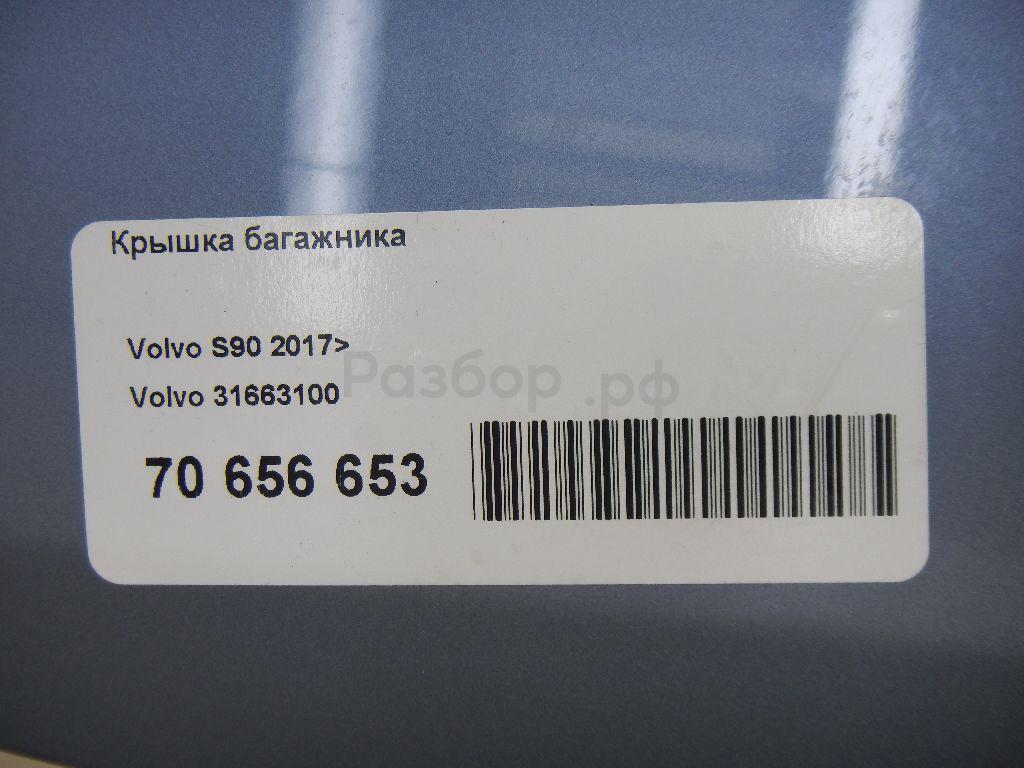 Крышка багажника
Volvo S90 2017>
Разбор.рф
Volvo 31663100
70 656 653